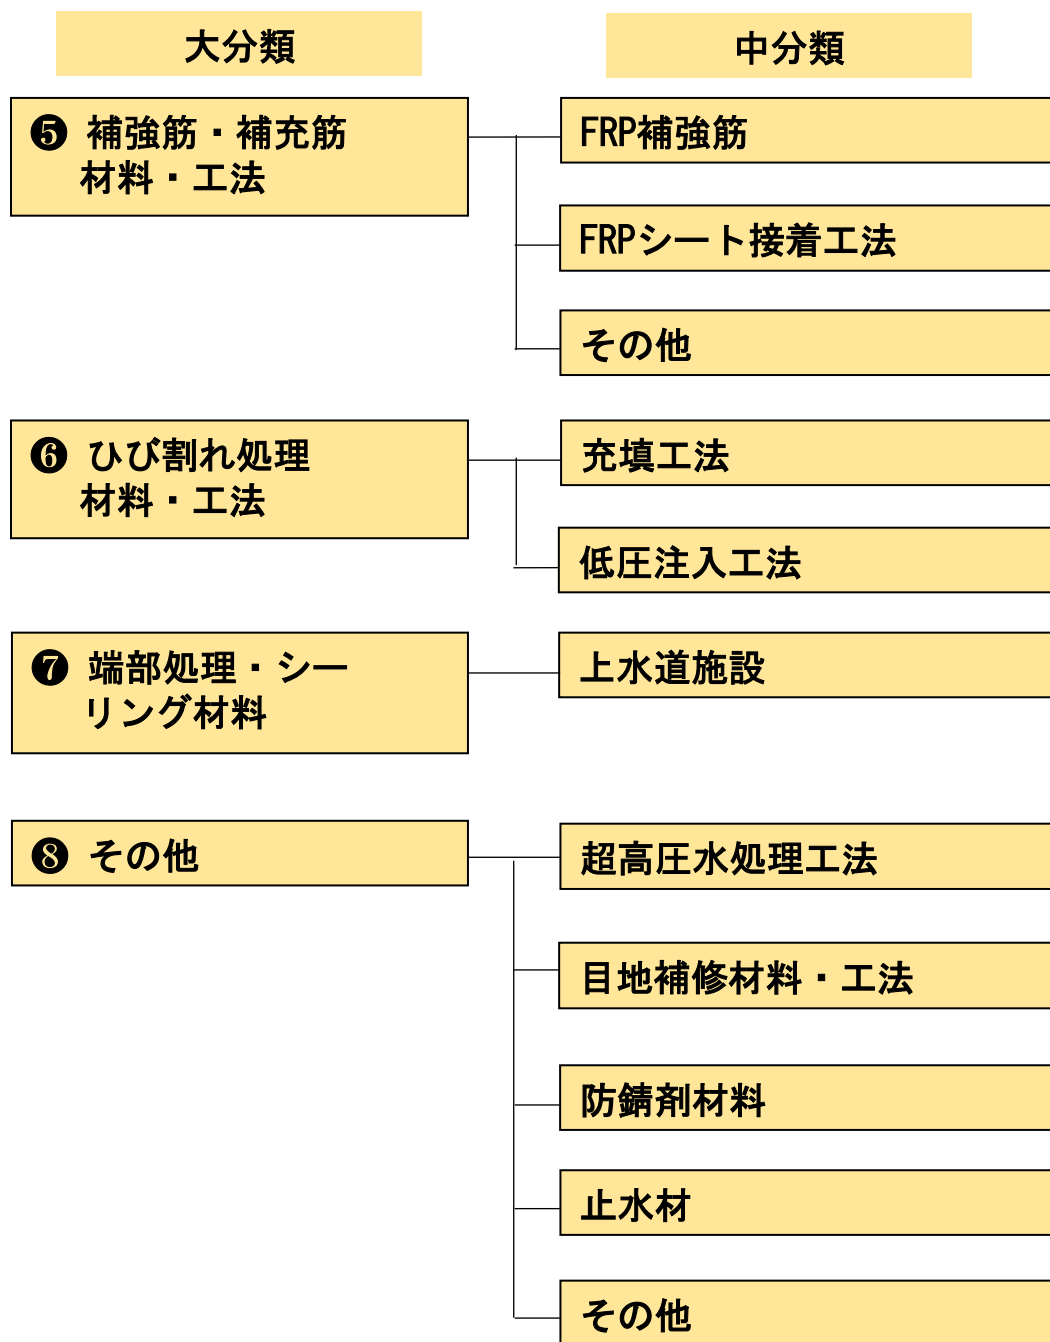 大分類
中分類
❺ 補強筋・補充筋
材料・工法
FRP補強筋
FRPシート接着工法
その他
❻ ひび割れ処理
材料・工法
充填工法
低圧注入工法
❼ 端部処理・シー
リング材料
上水道施設
❽ その他
超高圧水処理工法
目地補修材料・工法
防錆剤材料
止水材
その他